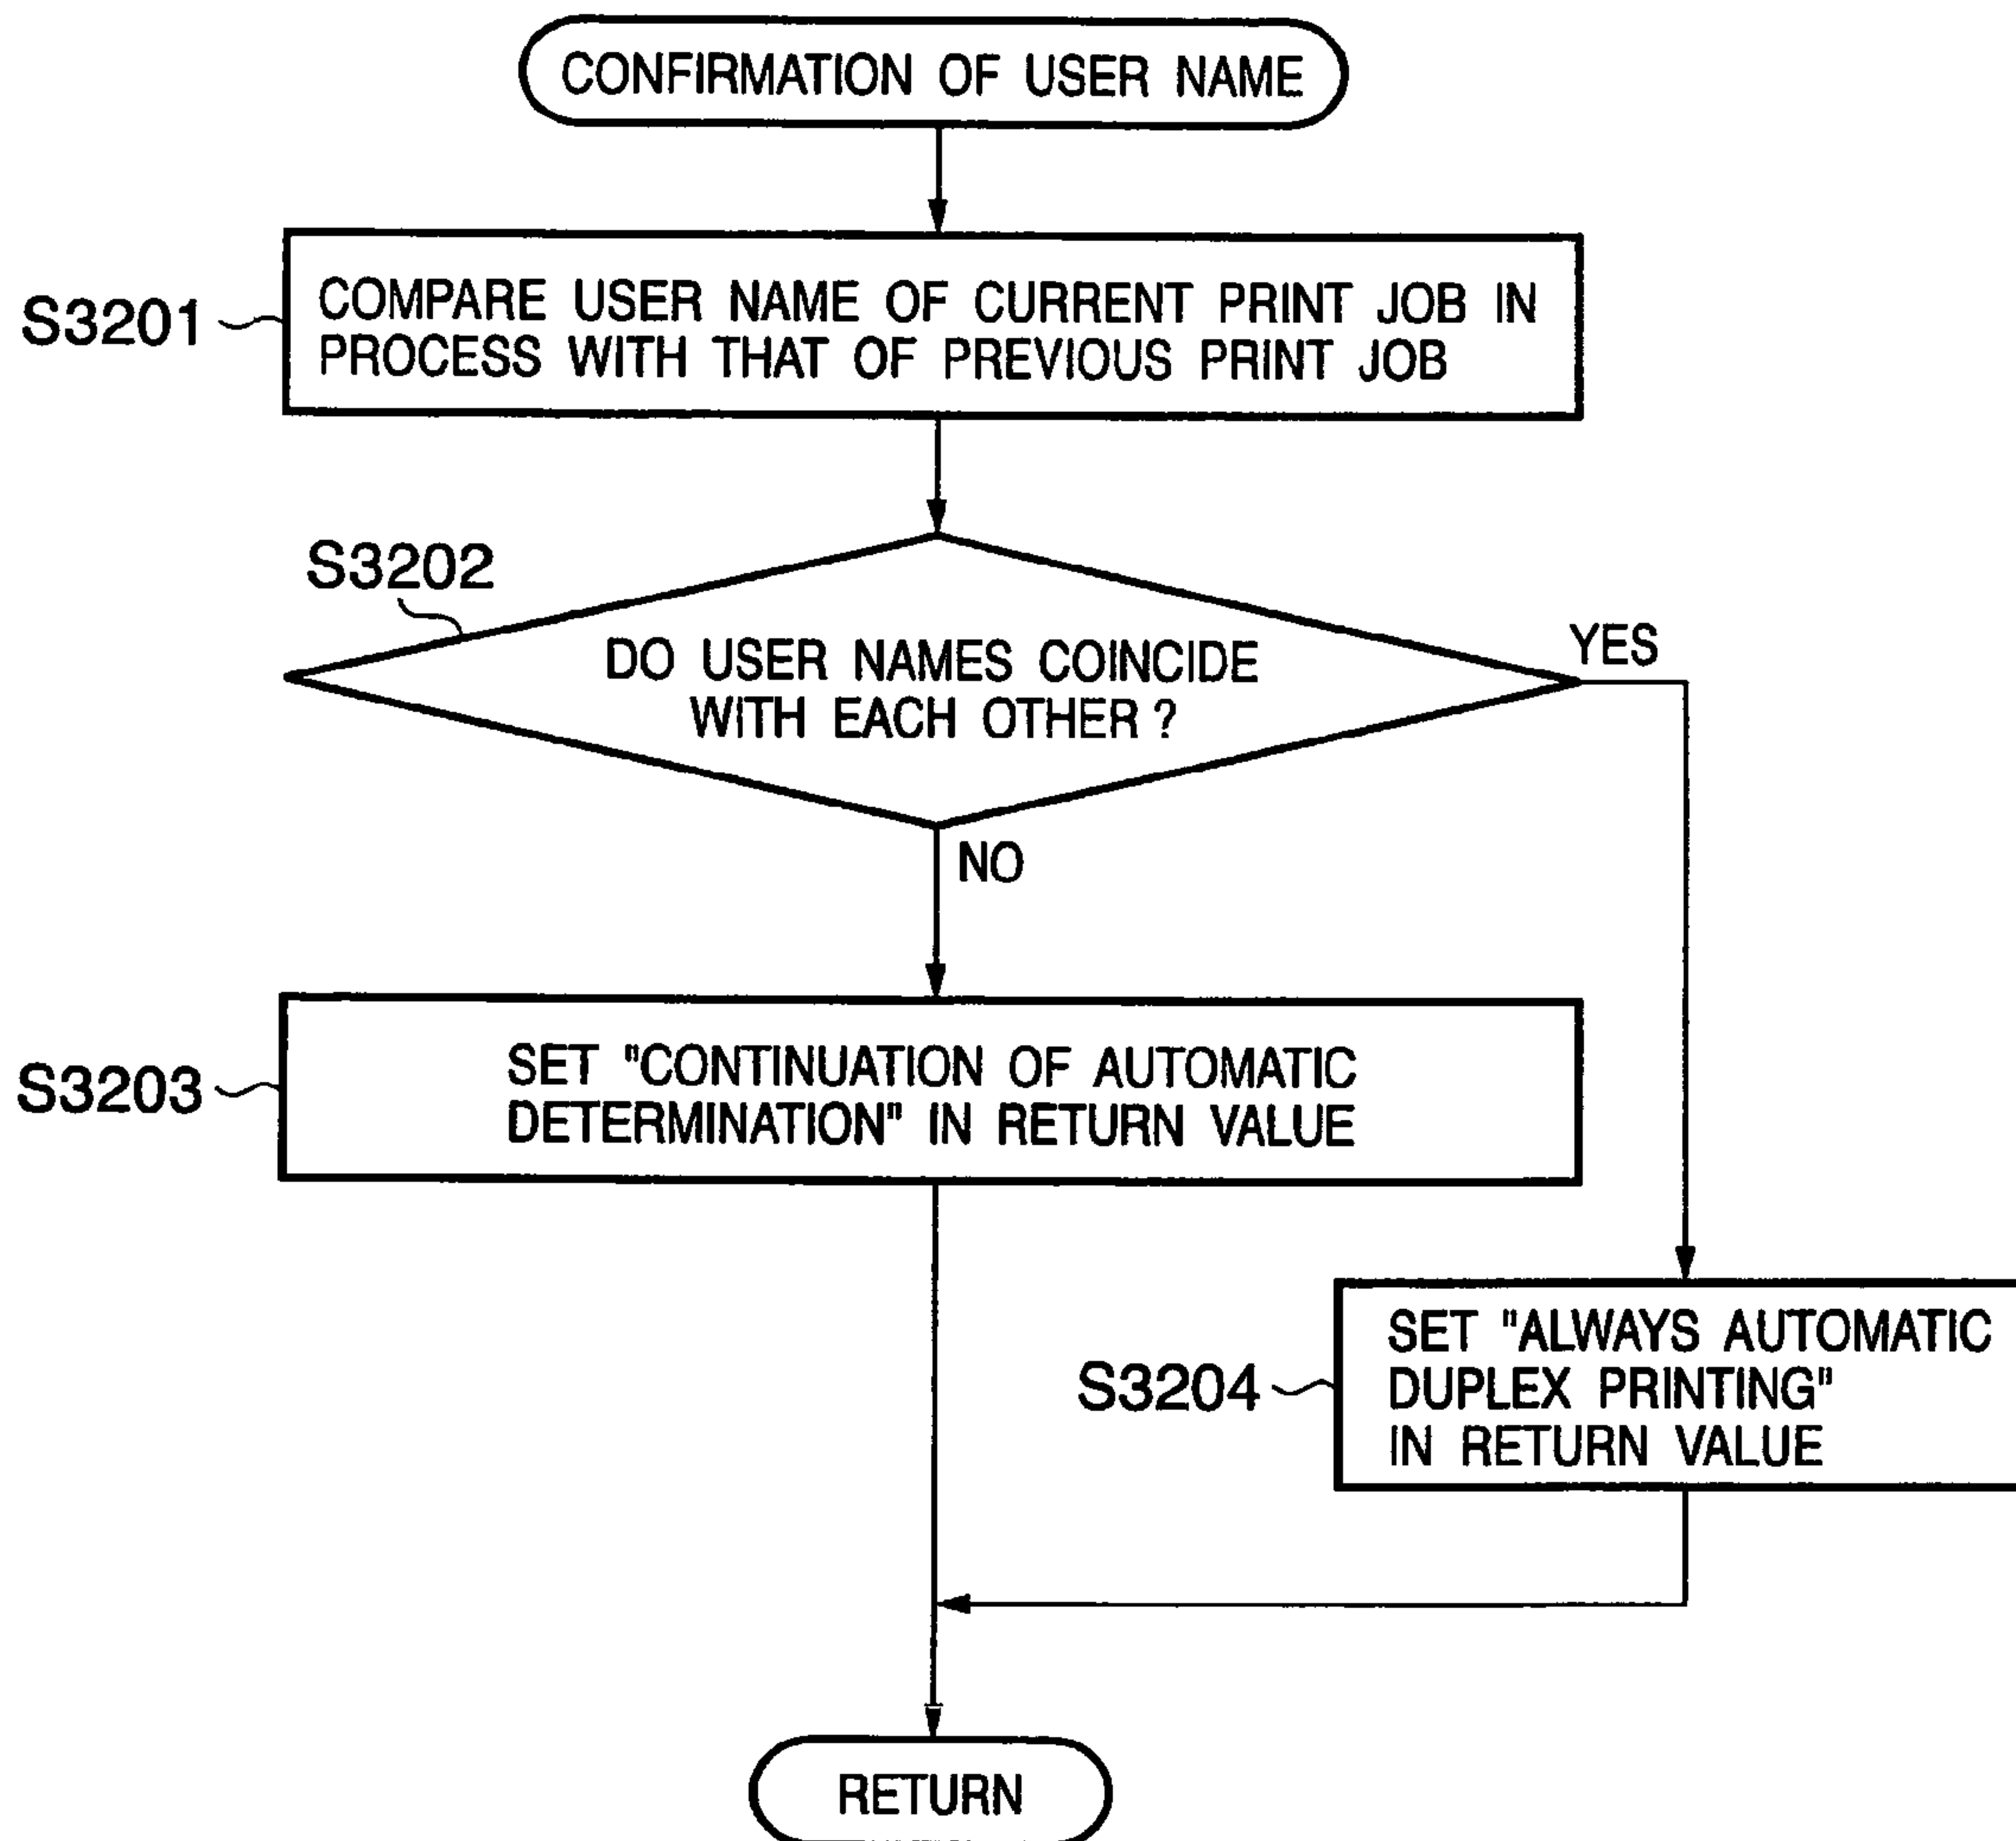 CONFIRMATION OF USER NAME
S3201
COMPARE USER NAME OF CURRENT PRINT JOB IN
PROCESS WITH THAT OF PREVIOUS PRINT JOB
S3202
DO USER NAMES COINCIDE
WITH EACH OTHER ?
YES
NO
S3203
SET "CONTINUATION OF AUTOMATIC
DETERMINATION" IN RETURN VALUE
S3204
SET "ALWAYS AUTOMATIC
DUPLEX PRINTING"
IN RETURN VALUE
RETURN